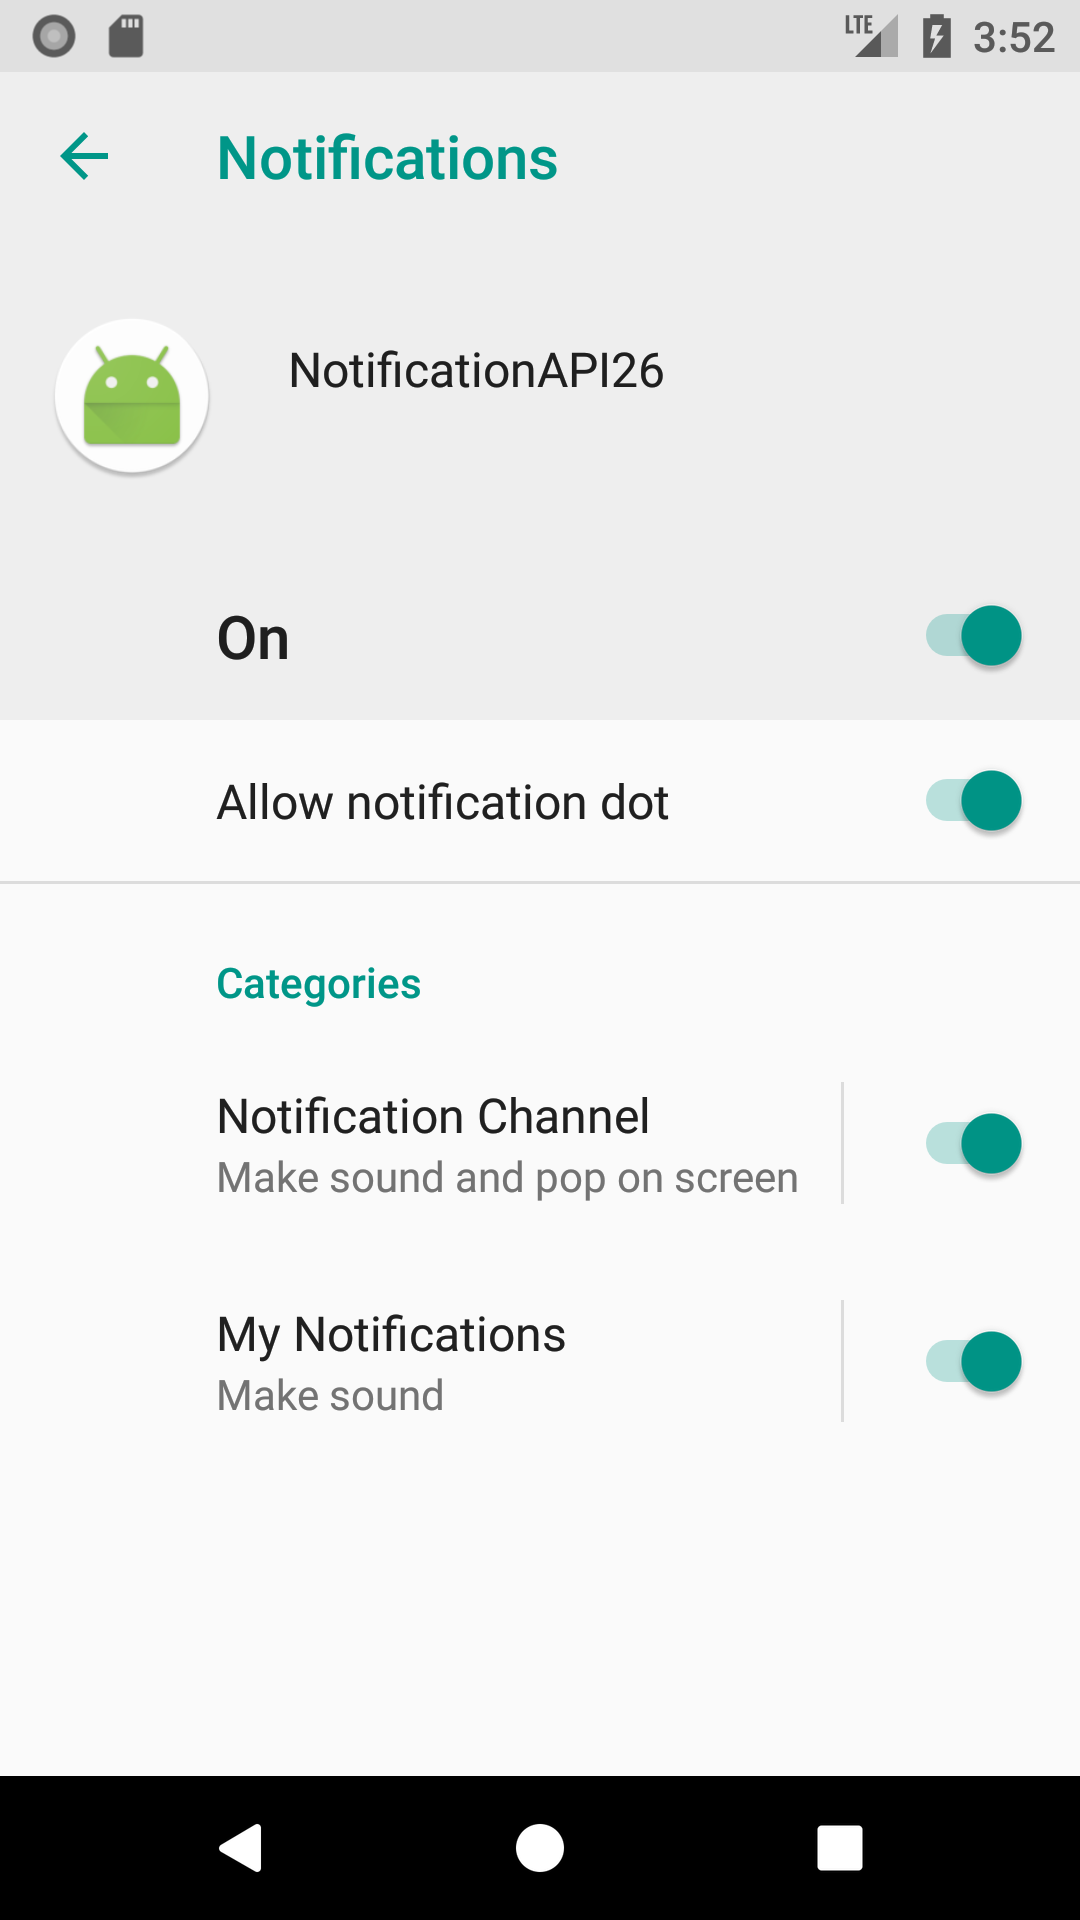 LTE 3:52
Notifications
NotificationAPI26
On
Allow notification dot
Categories
Notification Channel
Make sound and pop on screen
My Notifications
Make sound